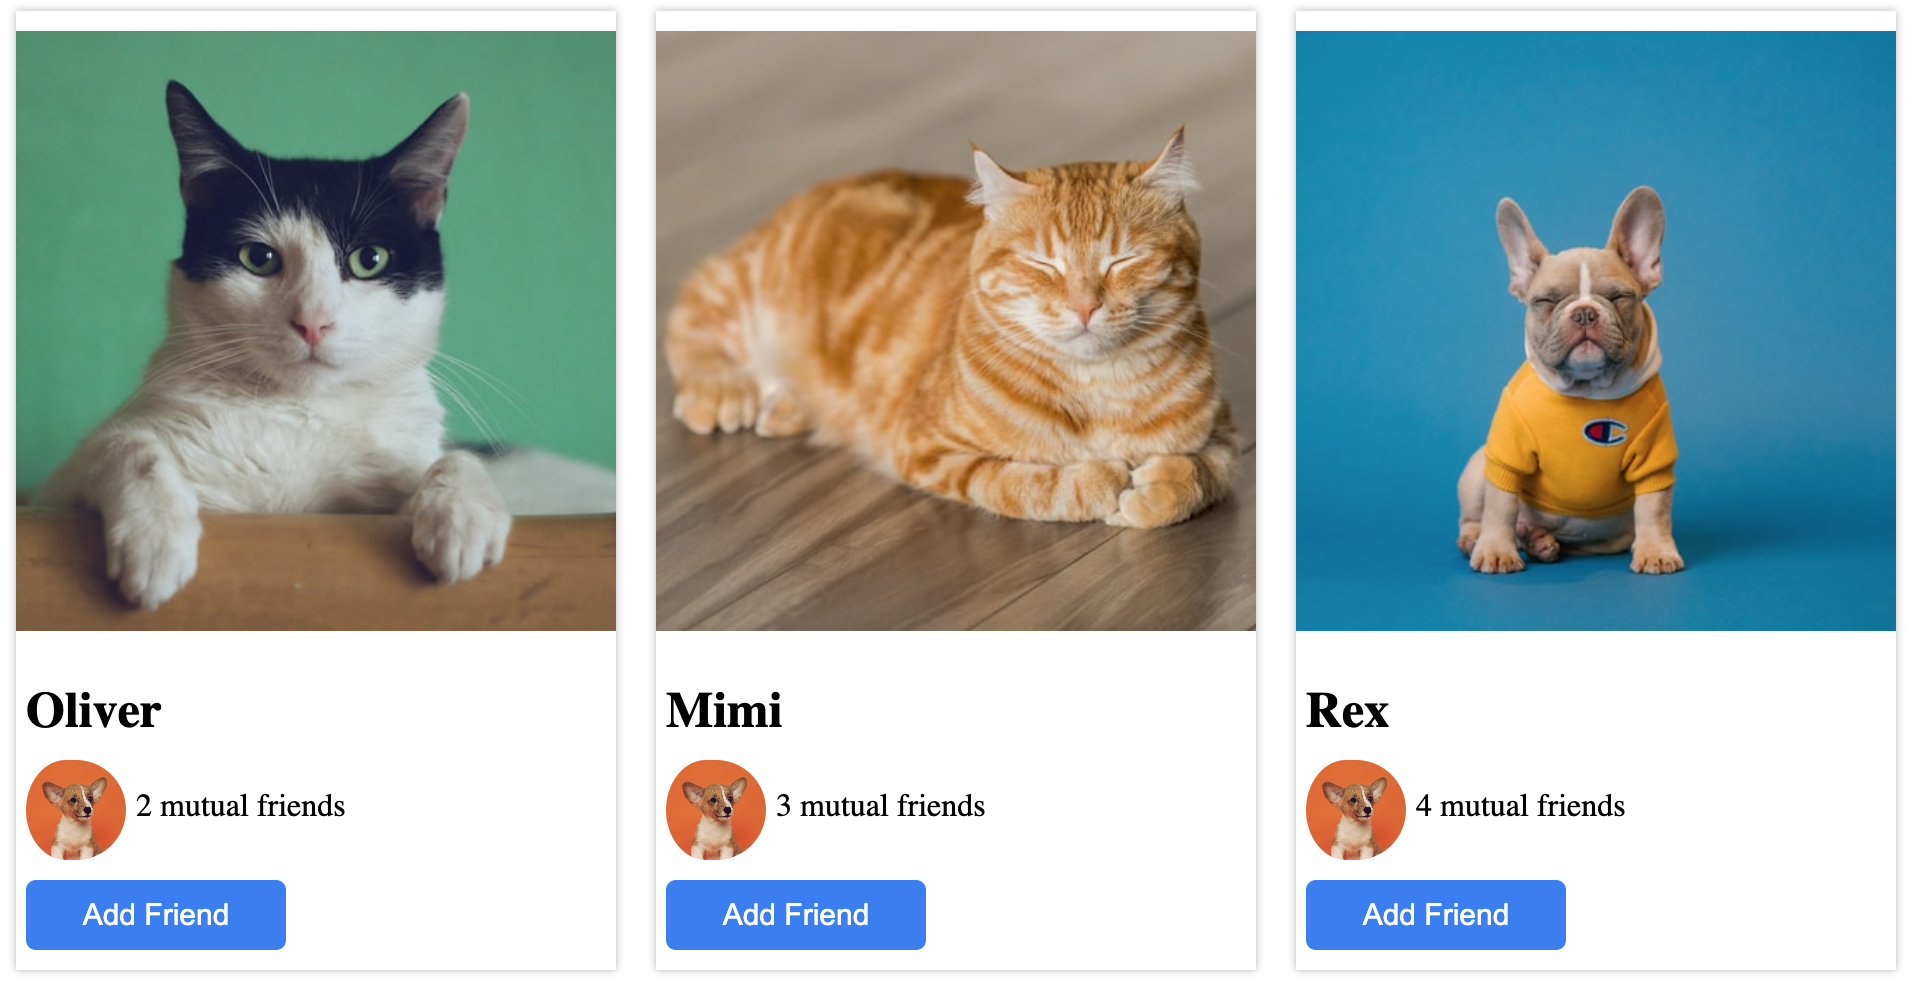 Oliver
2 mutual friends
Add Friend
Mimi
3 mutual friends
Add Friend
Rex
4 mutual friends
Add Friend